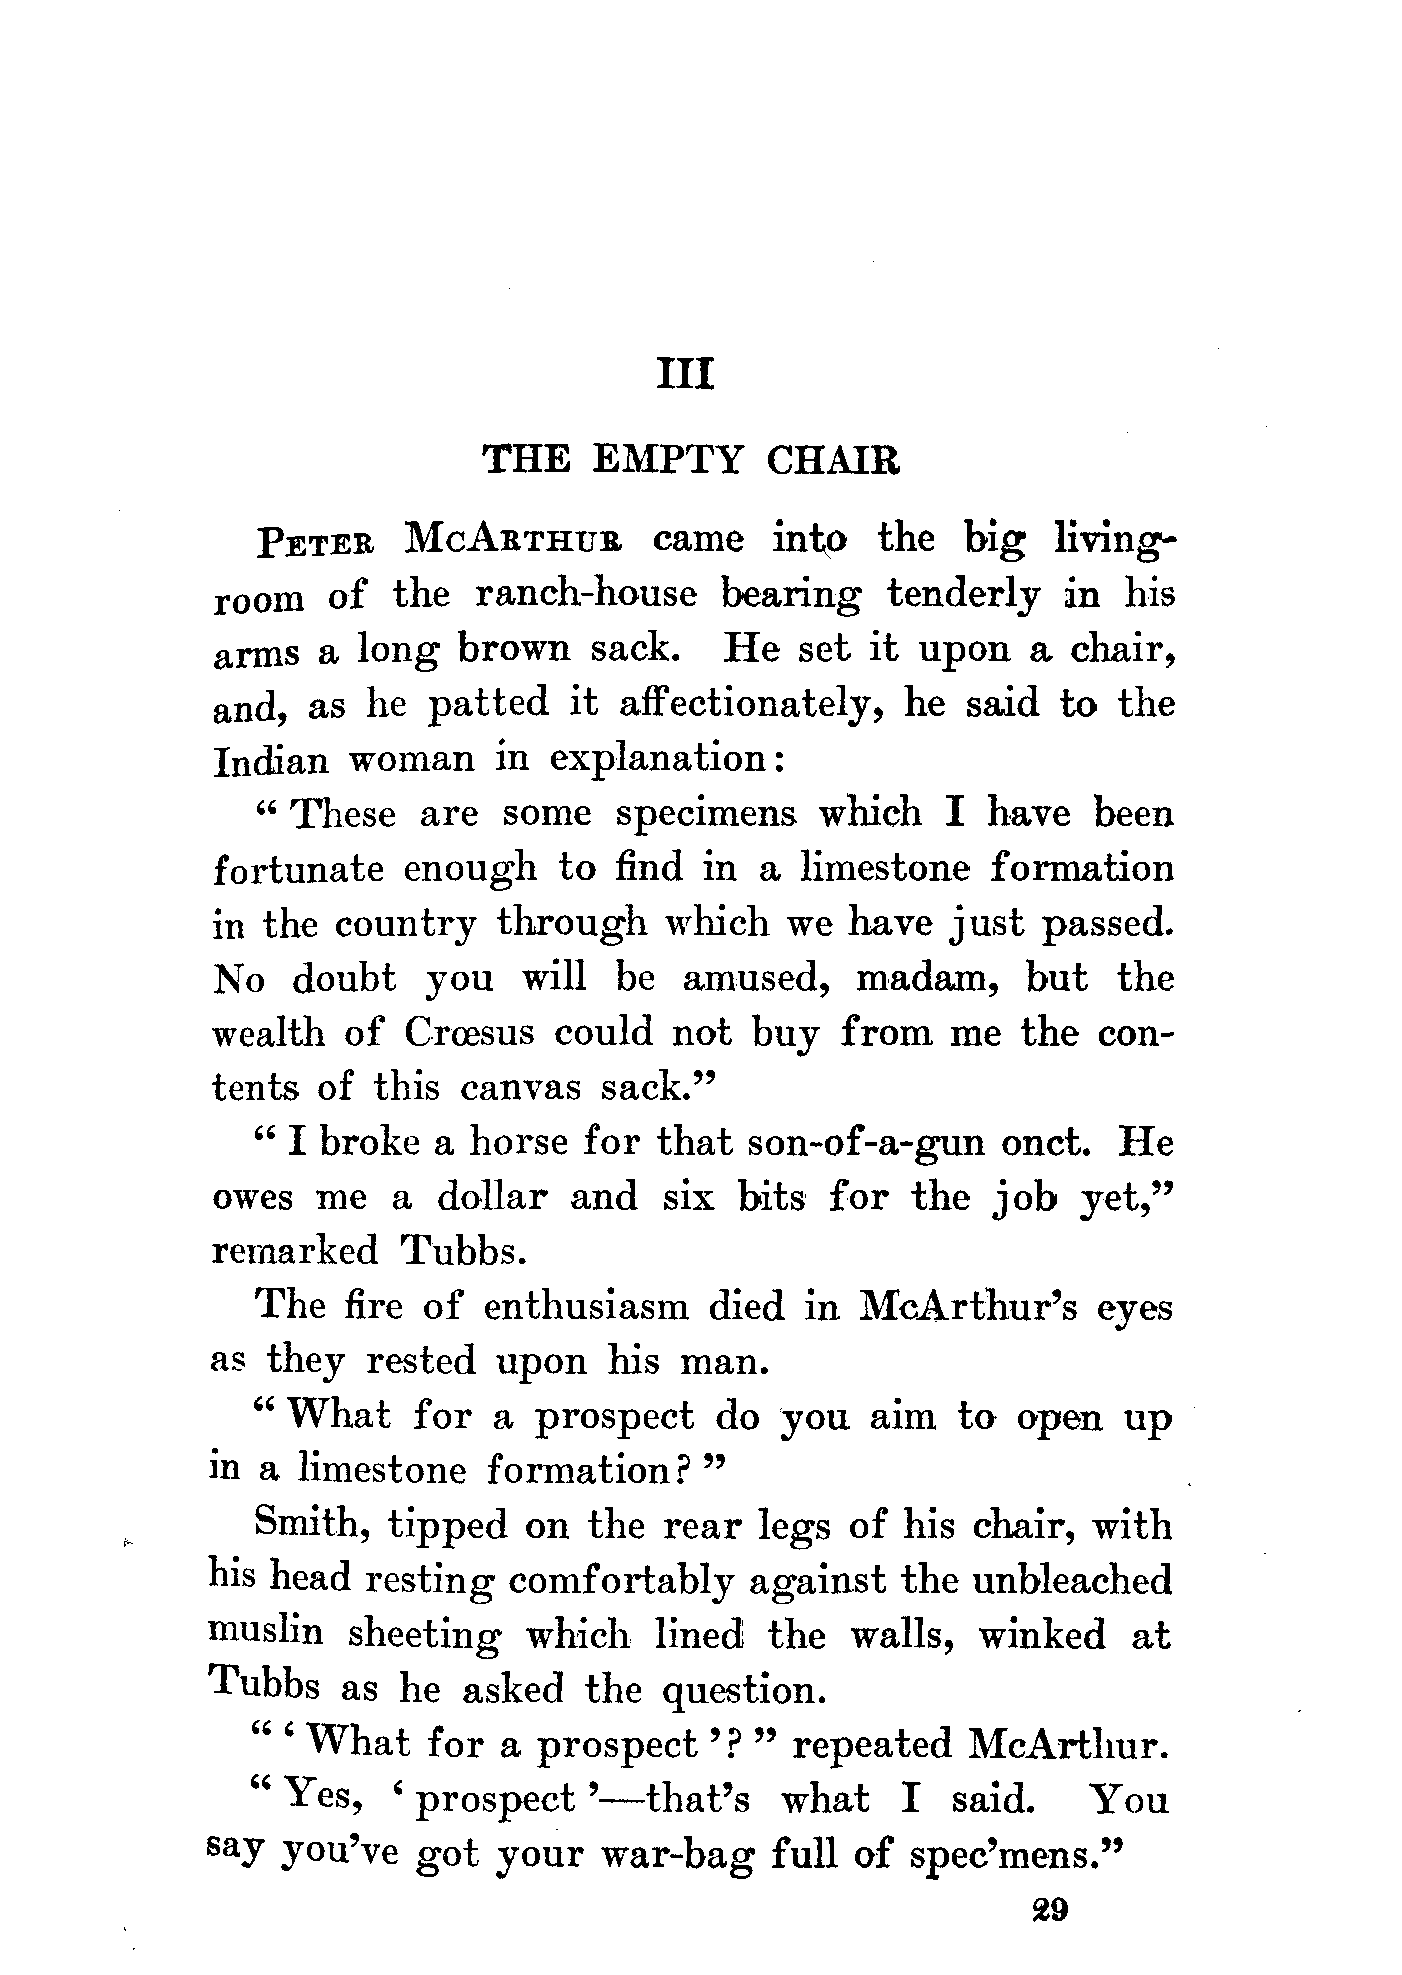 III
THE EMPTY CHAIR
PETER MCARTHUR came into the big living-
room of the ranch-house bearing tenderly in his
arms a long brown sack. He set it upon a chair,
and, as he patted it affectionately, he said to the
Indian woman in explanation:
“ These are some specimens which I have been
fortunate enough to find in a limestone formation
in the country through which we have just passed.
No doubt you will be amused, madam, but the
wealth of Crœsus could not buy from me the con-
tents of this canvas sack.”
“ I broke a horse for that son-of-a-gun onct. He
owes me a dollar and six bits for the job yet,”
remarked Tubbs.
The fire of enthusiasm died in McArthur’s eyes
as they rested upon his man.
“ What for a prospect do you aim to open up
in a limestone formation? ”
Smith, tipped on the rear legs of his chair, with
his head resting comfortably against the unbleached
muslin sheeting which lined the walls, winked at
Tubbs as he asked the question.
“ ‘ What for a prospect ’? ” repeated McArthur.
“ Yes, ‘ prospect ’—that’s what I said. You
say you’ve got your war-bag full of spec’mens.”
29